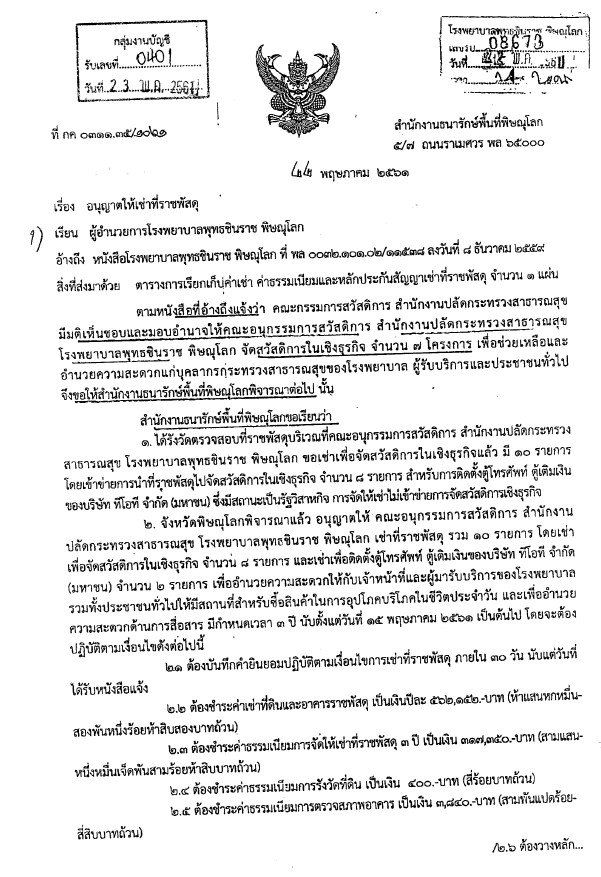 กลุ่มงานบัญชี
รับเลขที่ 0401
วันที่ 2 3 พ.ค. 2561
โรงพยาบาลพุทธชินราช พิษณุโลก
08673
วันที่ พ.ค.
ที่ กค ๐๓๑๑.๓๕/
สำนักงานธนารักษ์พื้นที่พิษณุโลก
๕/๗ ถนนราเมศวร พล ๖๕๐๐๐
๒๒ พฤษภาคม ๒๕๖๑
เรื่อง อนุญาตให้เช่าที่ราชพัสดุ
1)
เรียน ผู้อำนวยการโรงพยาบาลพุทธชินราช พิษณุโลก
อ้างถึง หนังสือโรงพยาบาลพุทธชินราช พิษณุโลก ที่ พล ๐๐๓๒.๑๐๑.๐๒/๑๑๕๓๘ ลงวันที่ ๘ ธันวาคม ๒๕๕๙
สิ่งที่ส่งมาด้วย ตารางการเรียกเก็บค่าเช่า ค่าธรรมเนียมและหลักประกันสัญญาเช่าที่ราชพัสดุ จำนวน ๑ แผ่น
ตามหนังสือที่อ้างถึงแจ้งว่า คณะกรรมการสวัสดิการ สำนักงานปลัดกระทรวงสาธารณสุข
มีมติเห็นชอบและมอบอำนาจให้คณะอนุกรรมการสวัสดิการ สำนักงานปลัดกระทรวงสาธารณสุข
โรงพยาบาลพุทธชินราช พิษณุโลก จัดสวัสดิการในเชิงธุรกิจ จำนวน ๗ โครงการ เพื่อช่วยเหลือและ
อำนวยความสะดวกแก่บุคลากรกระทรวงสาธารณสุขของโรงพยาบาล ผู้รับบริการและประชาชนทั่วไป
จึงขอให้สำนักงานธนารักษ์พื้นที่พิษณุโลกพิจารณาต่อไป นั้น
สำนักงานธนารักษ์พื้นที่พิษณุโลกขอเรียนว่า
๑. ได้รังวัดตรวจสอบที่ราชพัสดุบริเวณที่คณะอนุกรรมการสวัสดิการ สำนักงานปลัดกระทรวง
สาธารณสุข โรงพยาบาลพุทธชินราช พิษณุโลก ขอเช่าเพื่อจัดสวัสดิการในเชิงธุรกิจแล้ว มี ๑๐ รายการ
โดยเข้าข่ายการนำที่ราชพัสดุไปจัดสวัสดิการในเชิงธุรกิจ จำนวน ๘ รายการ สำหรับการติดตั้งตู้โทรศัพท์ ตู้เติมเงิน
ของบริษัท ทีโอที จำกัด (มหาชน) ซึ่งมีสถานะเป็นรัฐวิสาหกิจ การจัดให้เช่าไม่เข้าข่ายการจัดสวัสดิการเชิงธุรกิจ
๒. จังหวัดพิษณุโลกพิจารณาแล้ว อนุญาตให้ คณะอนุกรรมการสวัสดิการ สำนักงาน
ปลัดกระทรวงสาธารณสุข โรงพยาบาลพุทธชินราช พิษณุโลก เช่าที่ราชพัสดุ รวม ๑๐ รายการ โดยเช่า
เพื่อจัดสวัสดิการในเชิงธุรกิจ จำนวน ๘ รายการ และเช่าเพื่อติดตั้งตู้โทรศัพท์ ตู้เติมเงินของบริษัท ทีโอที จำกัด
(มหาชน) จำนวน ๒ รายการ เพื่ออำนวยความสะดวกให้กับเจ้าหน้าที่และผู้มารับบริการของโรงพยาบาล
รวมทั้งประชาชนทั่วไปให้มีสถานที่สำหรับซื้อสินค้าในการอุปโภคบริโภคในชีวิตประจำวัน และเพื่ออำนวย
ความสะดวกด้านการสื่อสาร มีกำหนดเวลา ๓ ปี นับตั้งแต่วันที่ ๑๕ พฤษภาคม ๒๕๖๑ เป็นต้นไป โดยจะต้อง
ปฏิบัติตามเงื่อนไขดังต่อไปนี้
๒.๑ ต้องบันทึกคำยินยอมปฏิบัติตามเงื่อนไขการเช่าที่ราชพัสดุ ภายใน ๓๐ วัน นับแต่วันที่
ได้รับหนังสือแจ้ง
๒.๒ ต้องชำระค่าเช่าที่ดินและอาคารราชพัสดุ เป็นเงินปีละ ๕๖๒,๑๕๒.-บาท (ห้าแสนหกหมื่น-
สองพันหนึ่งร้อยห้าสิบสองบาทถ้วน)
๒.๓ ต้องชำระค่าธรรมเนียมการจัดให้เช่าที่ราชพัสดุ ๓ ปี เป็นเงิน ๓๑๗,๓๕๐.-บาท (สามแสน-
หนึ่งหมื่นเจ็ดพันสามร้อยห้าสิบบาทถ้วน)
๒.๔ ต้องชำระค่าธรรมเนียมการรังวัดที่ดิน เป็นเงิน ๔๐๐.-บาท (สี่ร้อยบาทถ้วน)
๒.๕ ต้องชำระค่าธรรมเนียมการตรวจสภาพอาคาร เป็นเงิน ๓,๘๔๐.-บาท (สามพันแปดร้อย-
สี่สิบบาทถ้วน)
/๒.๖ ต้องวางหลัก...